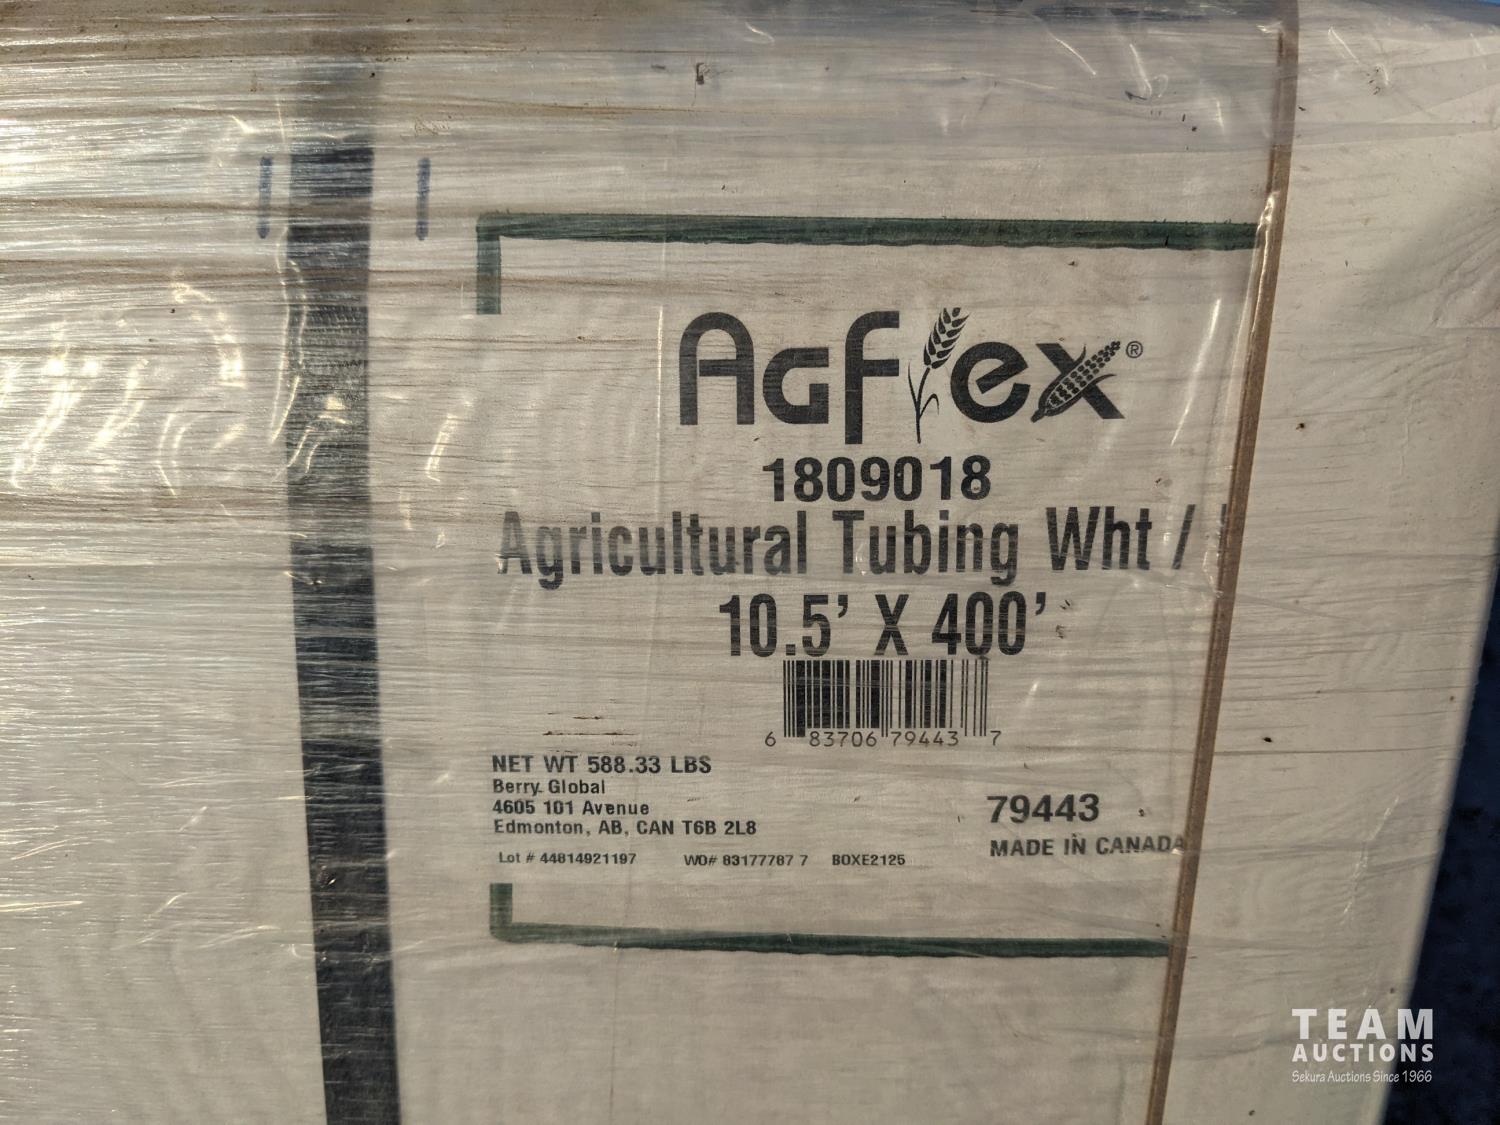 AGFlex®
1809018
Agricultural Tubing Wht /
10.5' X 400'
6 83706 79443 7
NET WT 588.33 LBS
Berry Global
4605 101 Avenue
Edmonton, AB, CAN T6B 2L8
79443
MADE IN CANADA
Lot # 44814921197 WO# 83177787 7 BOXE2125
TEAM
AUCTIONS
Sekura Auctions Since 1966